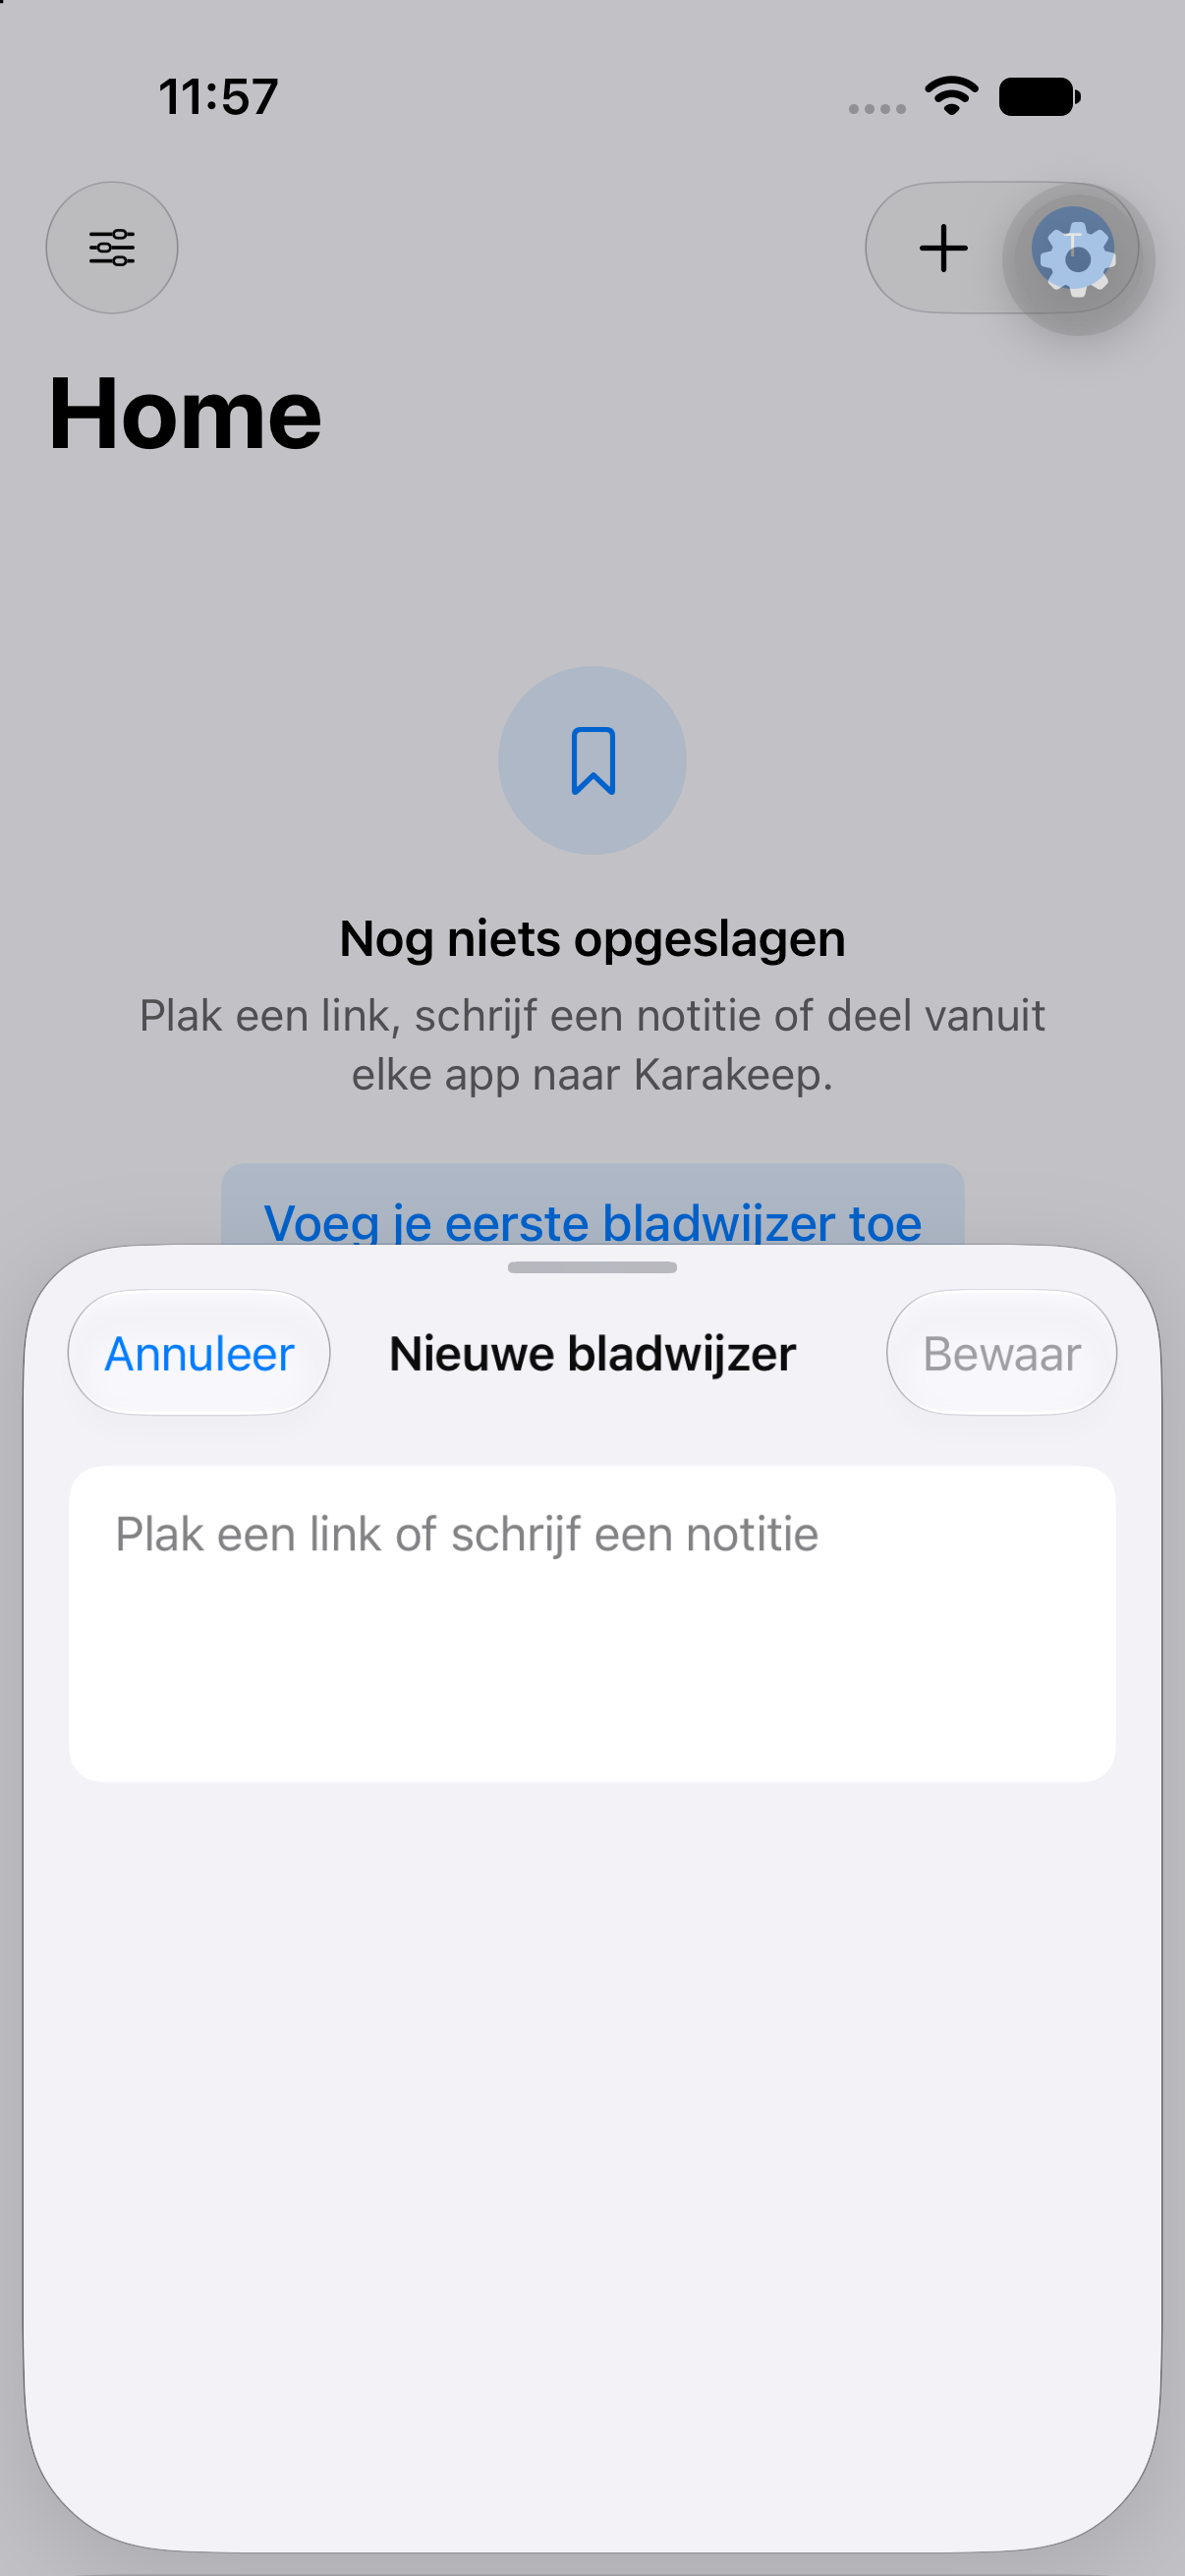 11:57
Home
Nog niets opgeslagen
Plak een link, schrijf een notitie of deel vanuit
elke app naar Karakeep.
Voeg je eerste bladwijzer toe
Annuleer
Nieuwe bladwijzer
Bewaar
Plak een link of schrijf een notitie